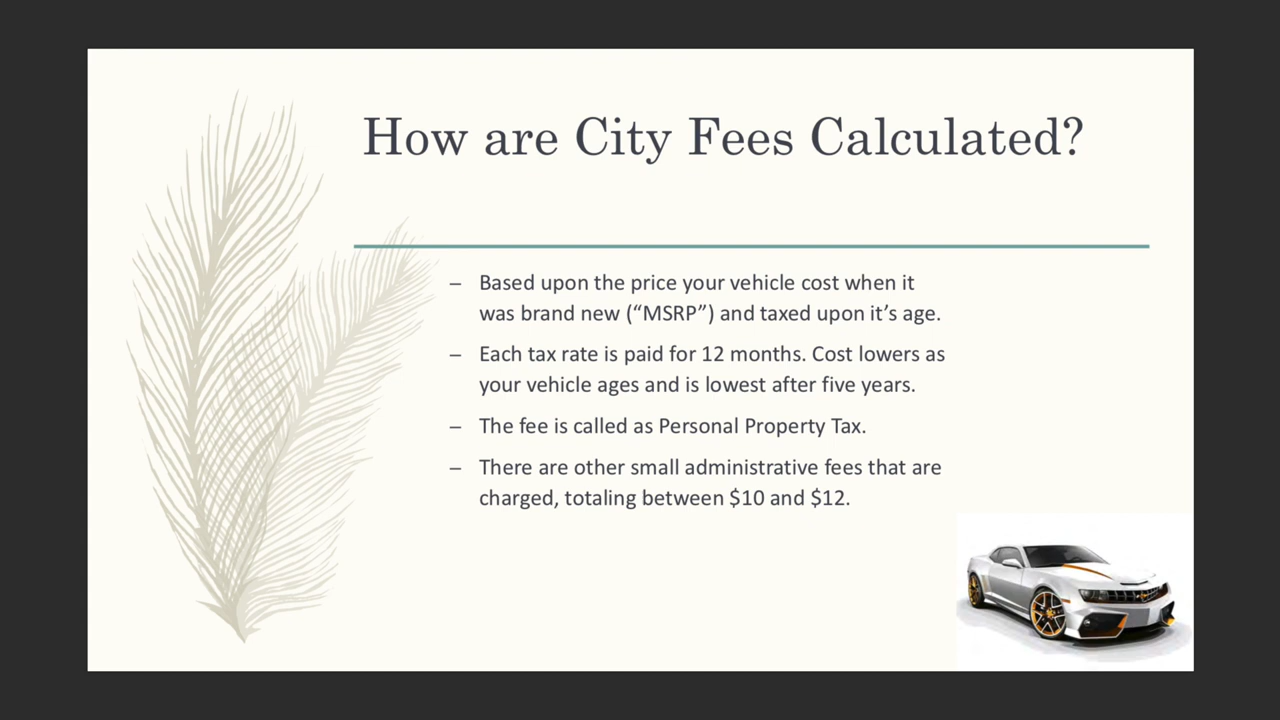 How are City Fees Calculated?
– Based upon the price your vehicle cost when it
was brand new (“MSRP”) and taxed upon it’s age.
– Each tax rate is paid for 12 months. Cost lowers as
your vehicle ages and is lowest after five years.
– The fee is called as Personal Property Tax.
– There are other small administrative fees that are
charged, totaling between $10 and $12.